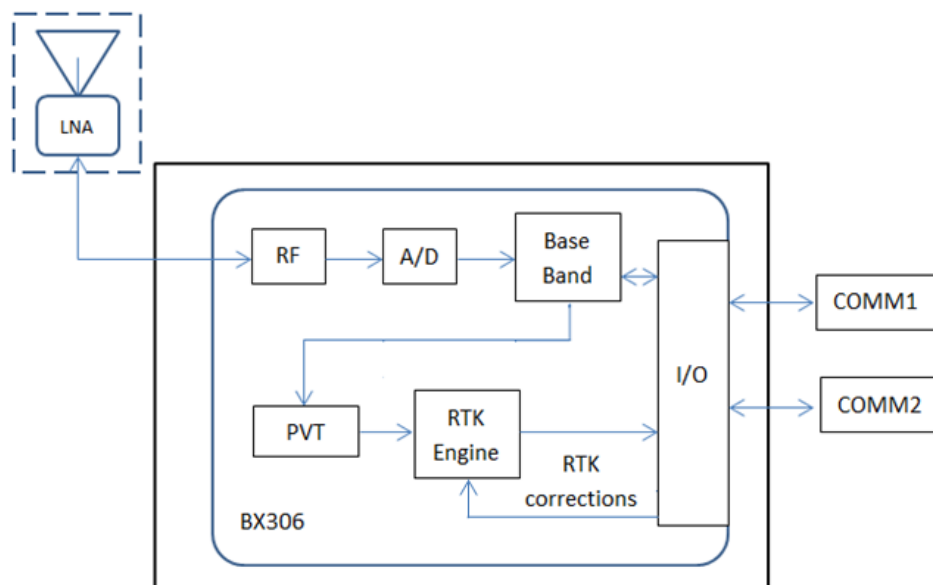 LNA
RF
A/D
Base
Band
I/O
COMM1
COMM2
PVT
RTK
Engine
RTK
corrections
BX306